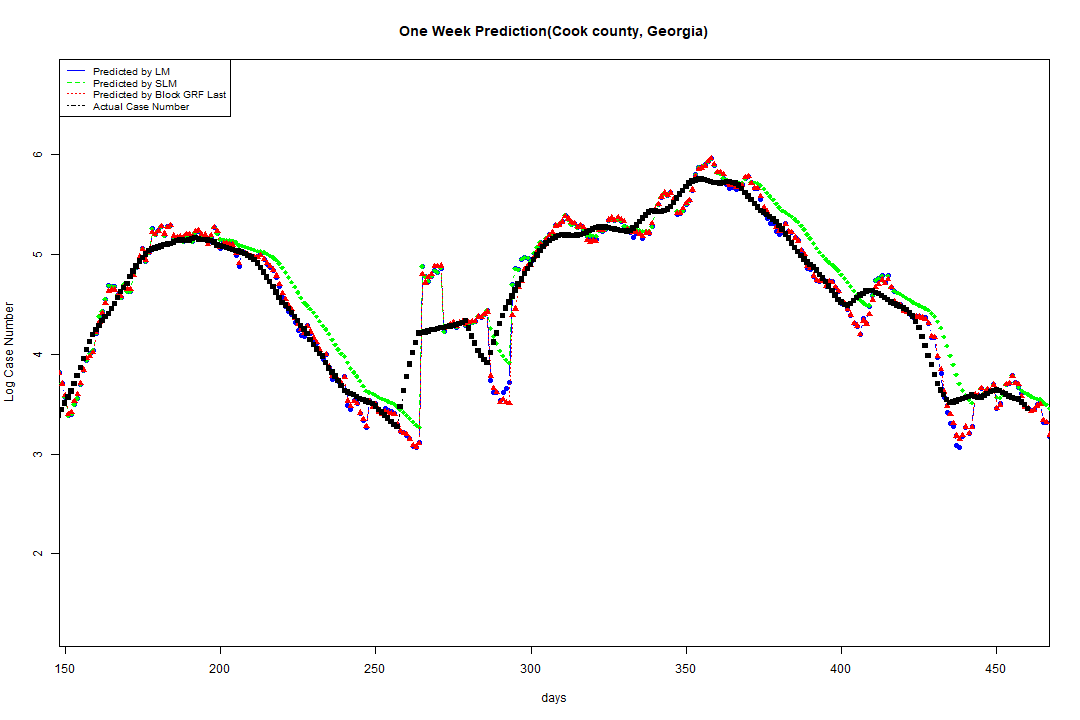 One Week Prediction(Cook county, Georgia)
Predicted by LM
Predicted by SLM
Predicted by Block GRF Last
Actual Case Number
6
5
4
3
2
Log Case Number
150 200 250 300 350 400 450
days